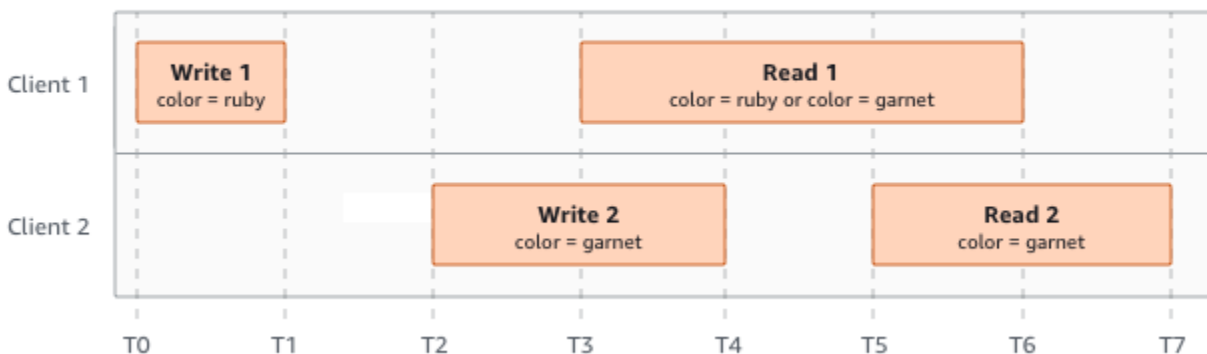 Client 1
Write 1
color = ruby
Read 1
color = ruby or color = garnet
Client 2
Write 2
color = garnet
Read 2
color = garnet
T0 T1 T2 T3 T4 T5 T6 T7